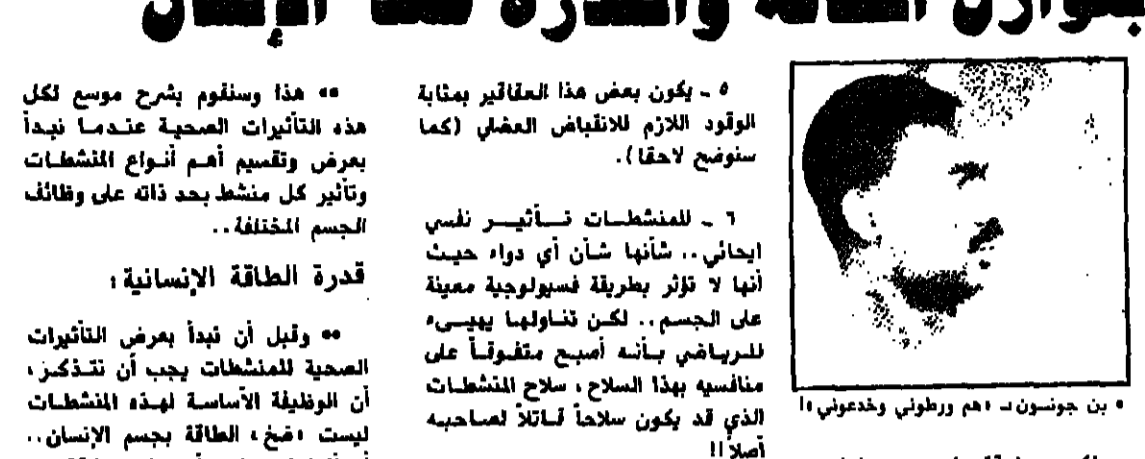 بتوازن الطاقة والقدرة لهذا الإنسان
• بن جونسون ـ «هم ورطوني وخدعوني»!
٥ ـ يكون بعض هذا العقاقير بمثابة
الوقود اللازم للانقباض العضلي (كما
سنوضح لاحقا).
٦ ـ للمنشطات تأثير نفسي
ايحائي.. شأنها شأن أي دواء حيث
أنها لا تؤثر بطريقة فسيولوجية معينة
على الجسم.. لكن تناولها يهيىء
للرياضي بأنه أصبح متفوقاً على
منافسيه بهذا السلاح، سلاح المنشطات
الذي قد يكون سلاحاً قاتلاً لصاحبه
أصلاً!!
•• هذا وسنقوم بشرح موسع لكل
هذه التأثيرات الصحية عندما نبدأ
بعرض وتقسيم أهم أنواع المنشطات
وتأثير كل منشط بحد ذاته على وظائف
الجسم المختلفة..
قدرة الطاقة الإنسانية:
•• وقبل أن نبدأ بعرض التأثيرات
الصحية للمنشطات يجب أن نتذكر،
أن الوظيفة الأساسة لهذه المنشطات
ليست «ضخ» الطاقة بجسم الإنسان..